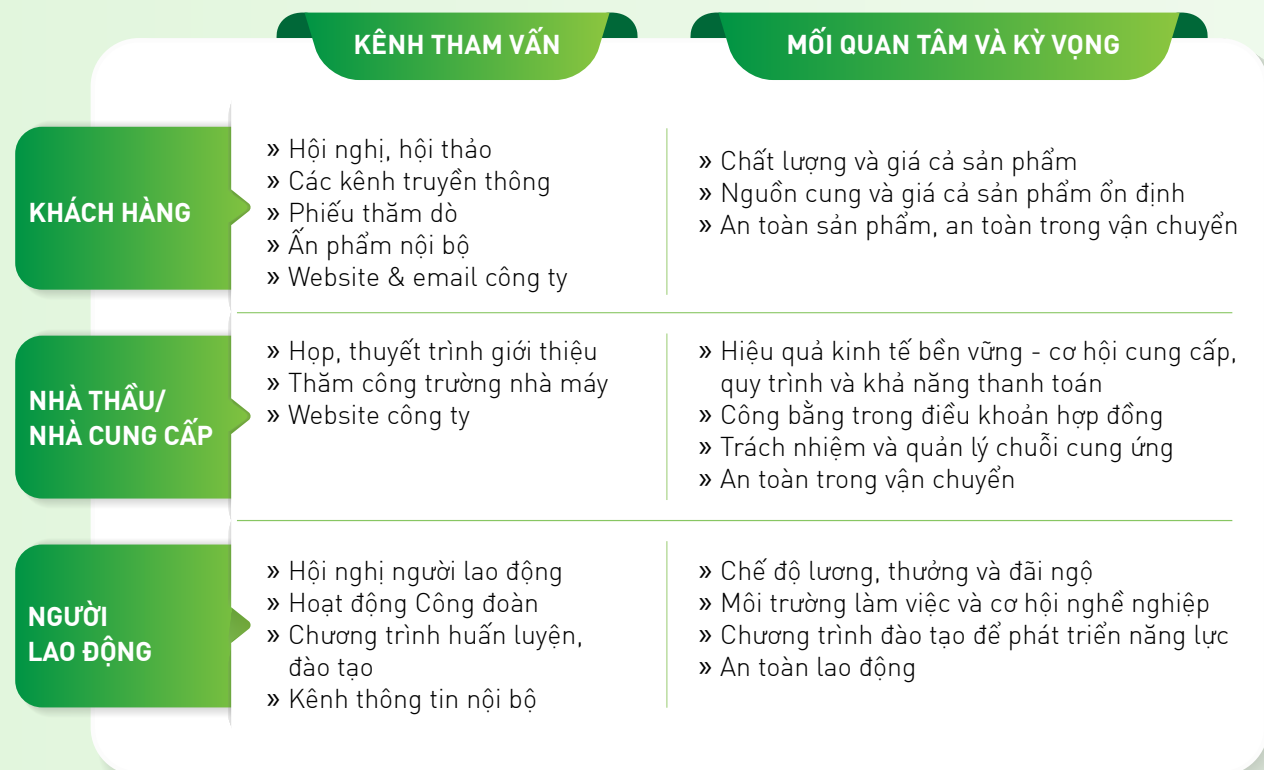 KÊNH THAM VẤN
MỐI QUAN TÂM VÀ KỲ VỌNG
KHÁCH HÀNG
» Hội nghị, hội thảo
» Các kênh truyền thông
» Phiếu thăm dò
» Ấn phẩm nội bộ
» Website & email công ty
» Chất lượng và giá cả sản phẩm
» Nguồn cung và giá cả sản phẩm ổn định
» An toàn sản phẩm, an toàn trong vận chuyển
NHÀ THẦU/
NHÀ CUNG CẤP
» Họp, thuyết trình giới thiệu
» Thăm công trường nhà máy
» Website công ty
» Hiệu quả kinh tế bền vững - cơ hội cung cấp,
quy trình và khả năng thanh toán
» Công bằng trong điều khoản hợp đồng
» Trách nhiệm và quản lý chuỗi cung ứng
» An toàn trong vận chuyển
NGƯỜI
LAO ĐỘNG
» Hội nghị người lao động
» Hoạt động Công đoàn
» Chương trình huấn luyện,
đào tạo
» Kênh thông tin nội bộ
» Chế độ lương, thưởng và đãi ngộ
» Môi trường làm việc và cơ hội nghề nghiệp
» Chương trình đào tạo để phát triển năng lực
» An toàn lao động